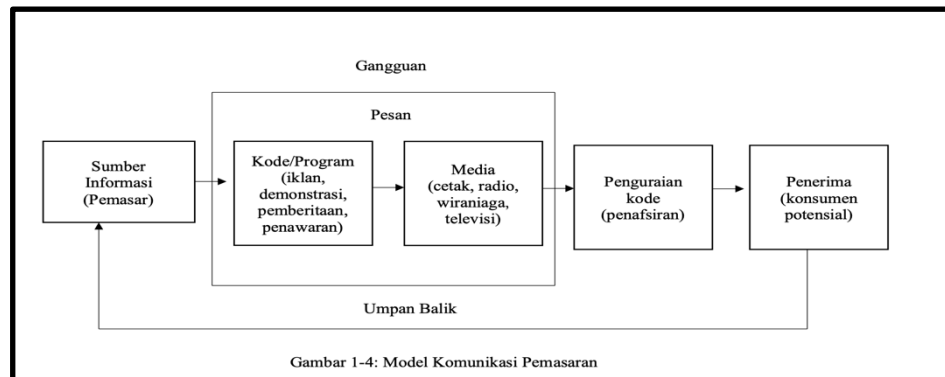 Gangguan
Pesan
Sumber
Informasi
(Pemasar)
Kode/Program
(iklan,
demonstrasi,
pemberitaan,
penawaran)
Media
(cetak, radio,
wiraniaga,
televisi)
Penguraian
kode
(penafsiran)
Penerima
(konsumen
potensial)
Umpan Balik
Gambar 1-4: Model Komunikasi Pemasaran